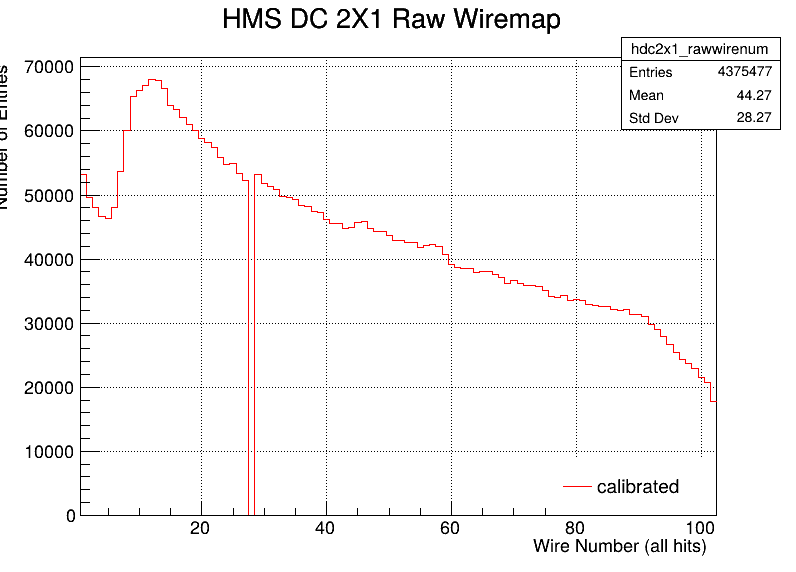 HMS DC 2X1 Raw Wiremap
hdc2x1_rawwirenum
Entries 4375477
Mean 44.27
Std Dev 28.27
Number of Entries
70000
60000
50000
40000
30000
20000
10000
0
calibrated
20 40 60 80 100
Wire Number (all hits)